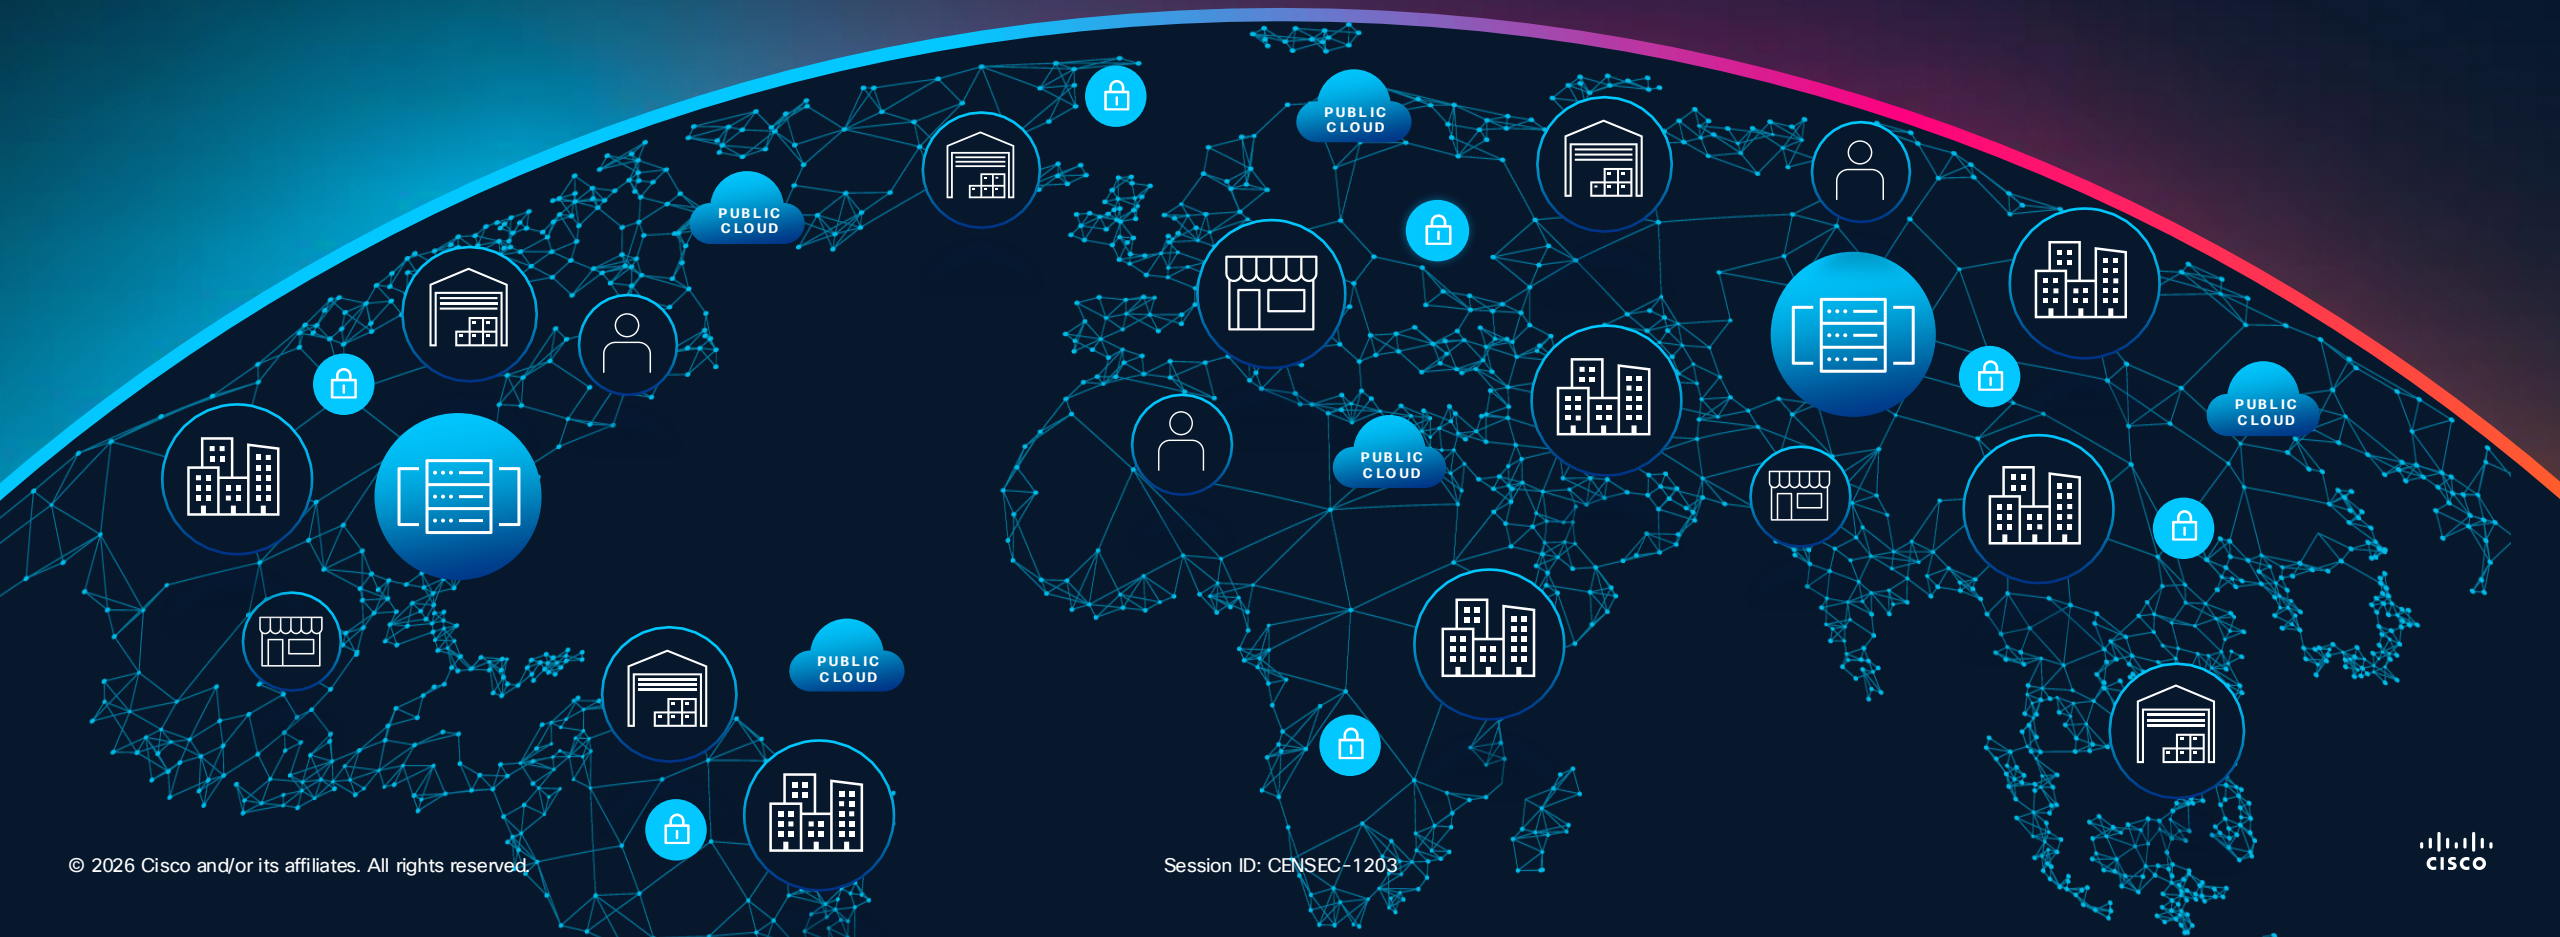 PUBLIC
CLOUD
PUBLIC
CLOUD
PUBLIC
CLOUD
PUBLIC
CLOUD
PUBLIC
CLOUD
© 2026 Cisco and/or its affiliates. All rights reserved.
Session ID: CENSEC-1203
CISCO